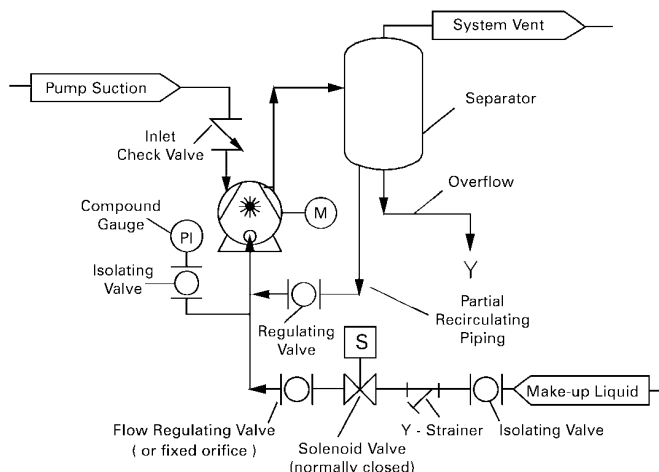 System Vent
Pump Suction
Separator
Inlet
Check Valve
Overflow
Compound
Gauge
M
PI
Y
Isolating
Valve
Partial
Recirculating
Piping
Regulating
Valve
S
Make-up Liquid
Flow Regulating Valve
( or fixed orifice )
Solenoid Valve
(normally closed)
Y - Strainer
Isolating Valve